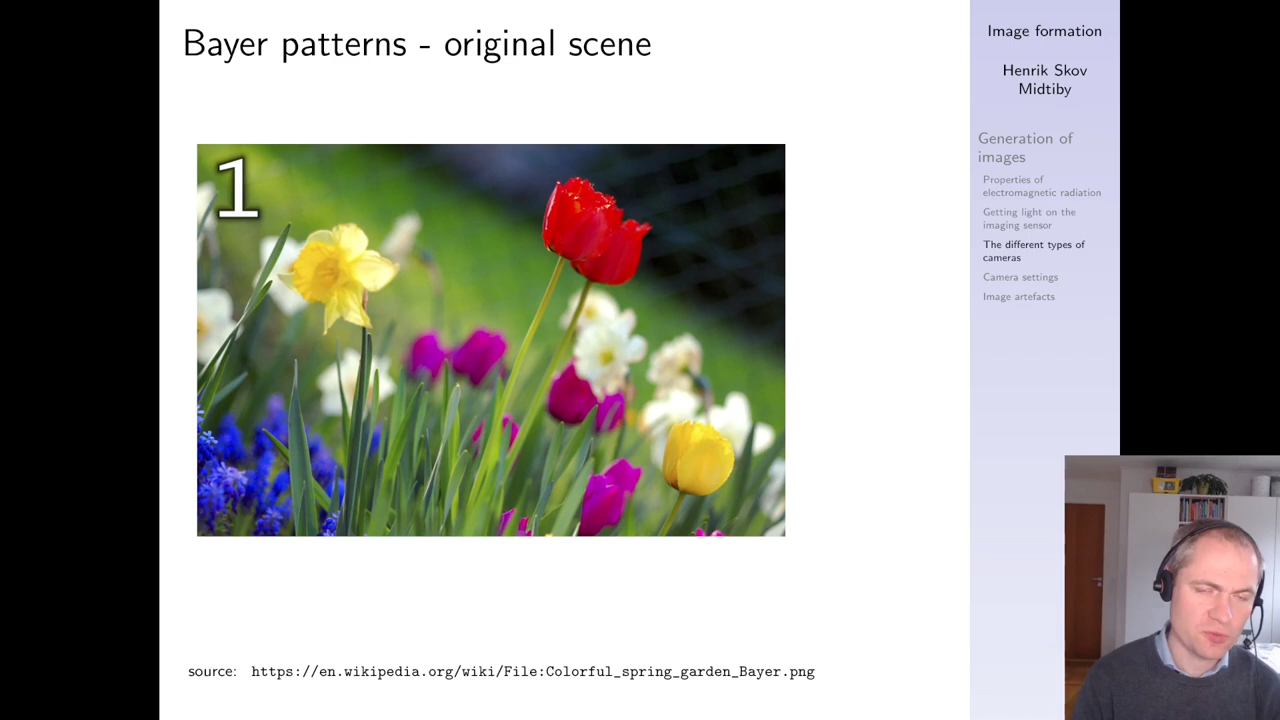 Bayer patterns - original scene
1
source: https://en.wikipedia.org/wiki/File:Colorful_spring_garden_Bayer.png
Image formation
Henrik Skov
Midtiby
Generation of
images
Properties of
electromagnetic radiation
Getting light on the
imaging sensor
The different types of
cameras
Camera settings
Image artefacts